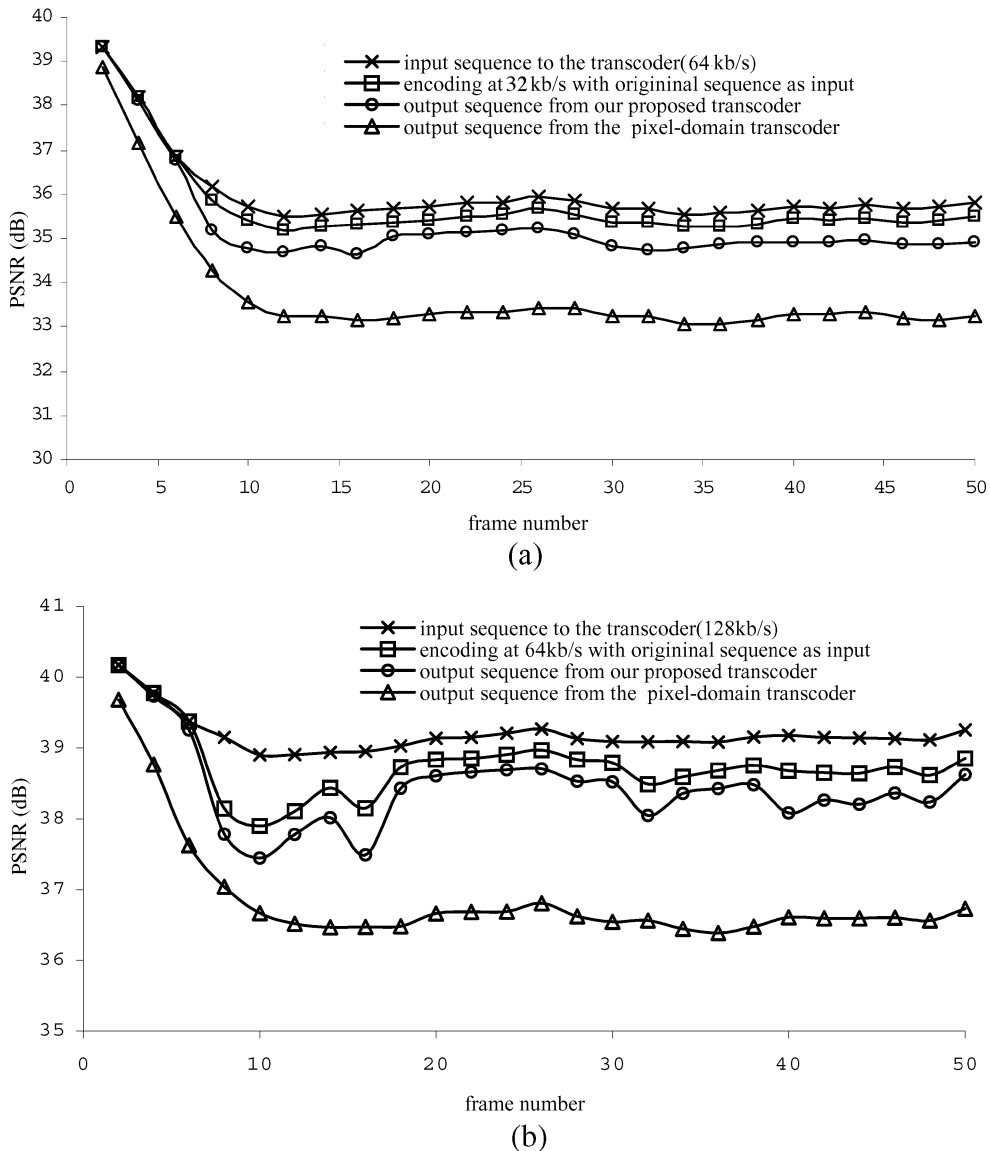 40
39
38
37
36
35
34
33
32
31
30
PSNR (dB)
input sequence to the transcoder(64 kb/s)
encoding at 32 kb/s with origininal sequence as input
output sequence from our proposed transcoder
output sequence from the pixel-domain transcoder
0 5 10 15 20 25 30 35 40 45 50
frame number
(a)
41
40
39
38
37
36
35
PSNR (dB)
input sequence to the transcoder(128kb/s)
encoding at 64kb/s with origininal sequence as input
output sequence from our proposed transcoder
output sequence from the pixel-domain transcoder
0 10 20 30 40 50
frame number
(b)